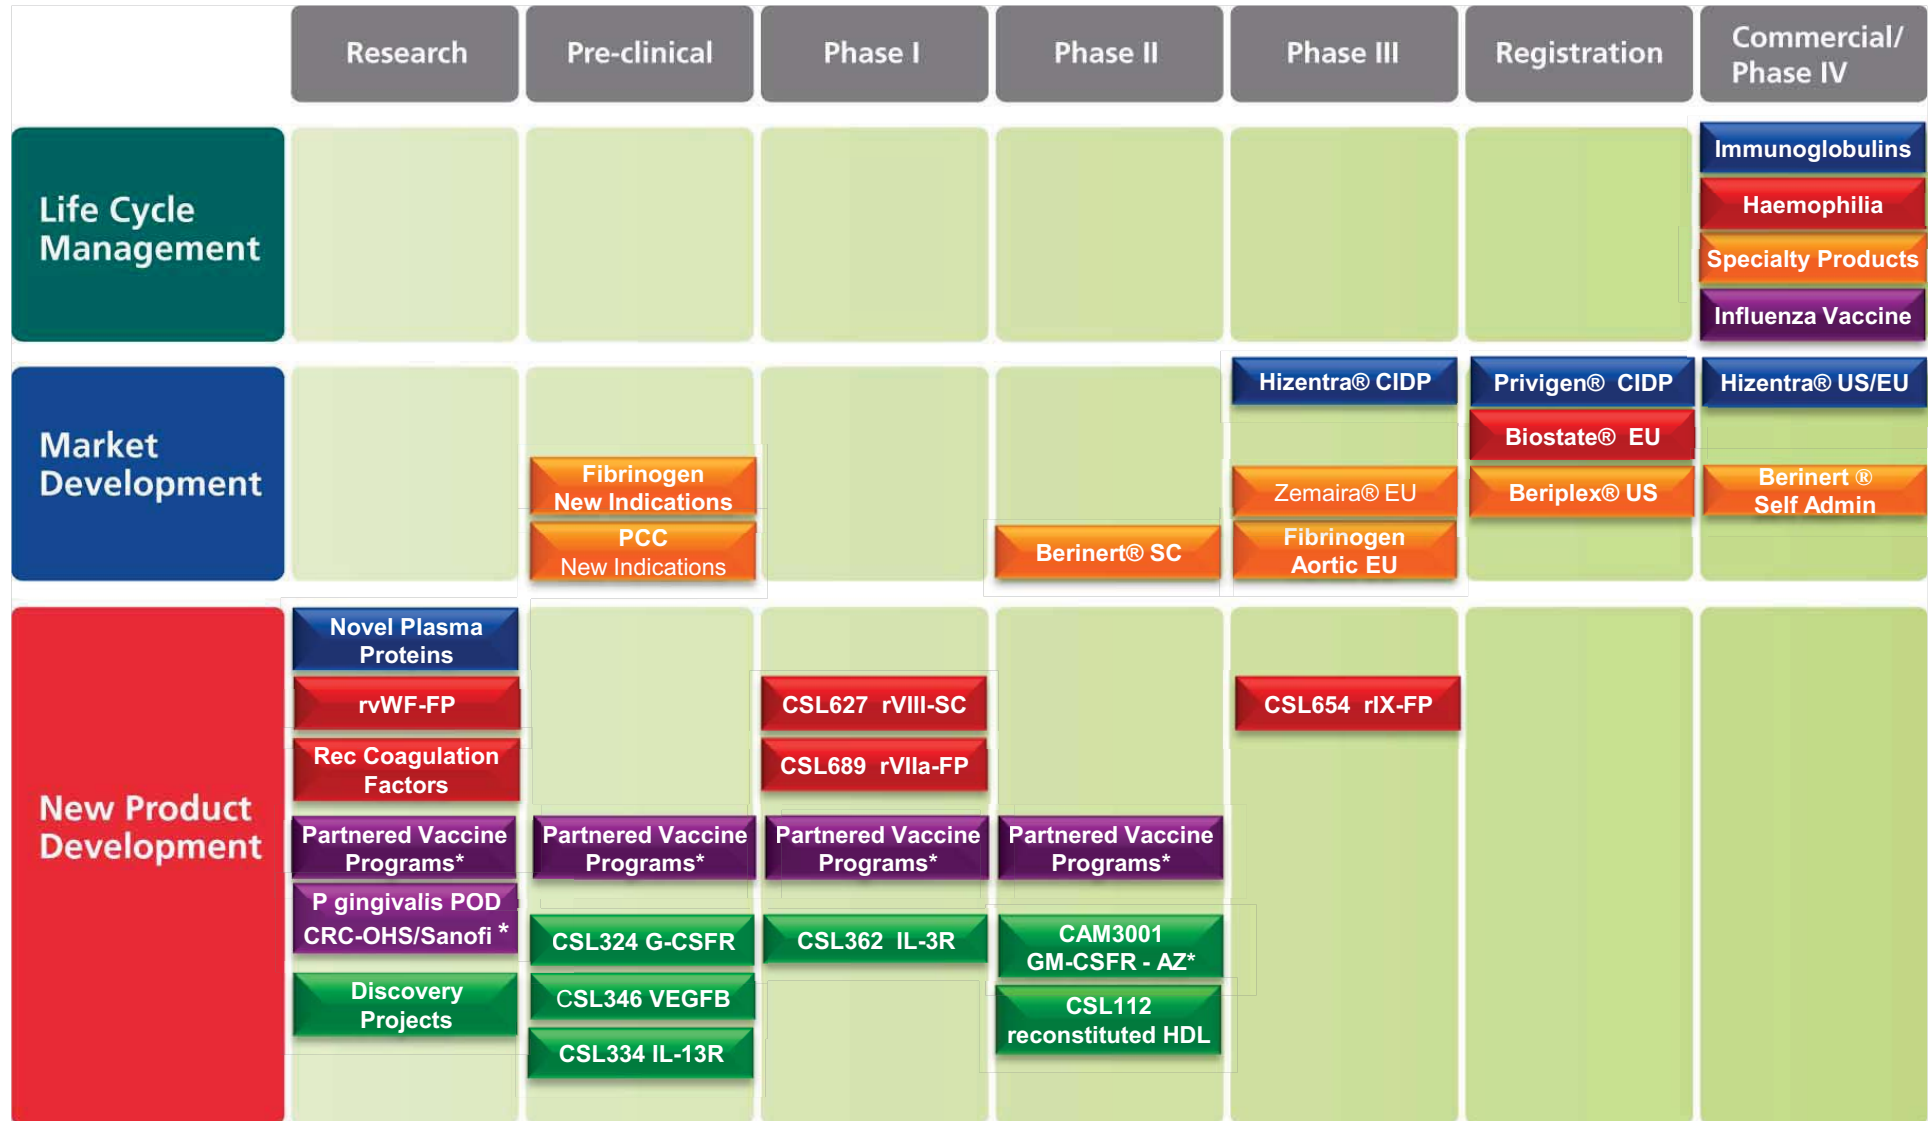 Research
Pre-clinical
Phase I
Phase II
Phase III
Registration
Commercial/
Phase IV
Life Cycle
Management
Immunoglobulins
Haemophilia
Specialty Products
Influenza Vaccine
Market
Development
Fibrinogen
New Indications
PCC
New Indications
Berinert® SC
Hizentra® CIDP
Zemaira® EU
Fibrinogen
Aortic EU
Privigen® CIDP
Biostate® EU
Beriplex® US
Hizentra® US/EU
Berinert ®
Self Admin
New Product
Development
Novel Plasma
Proteins
rvWF-FP
Rec Coagulation
Factors
Partnered Vaccine
Programs*
P gingivalis POD
CRC-OHS/Sanofi *
Discovery
Projects
Partnered Vaccine
Programs*
CSL324 G-CSFR
CSL346 VEGFB
CSL334 IL-13R
CSL627 rVIII-SC
CSL689 rVIIa-FP
Partnered Vaccine
Programs*
CSL362 IL-3R
Partnered Vaccine
Programs*
CAM3001
GM-CSFR - AZ*
CSL112
reconstituted HDL
CSL654 rIX-FP